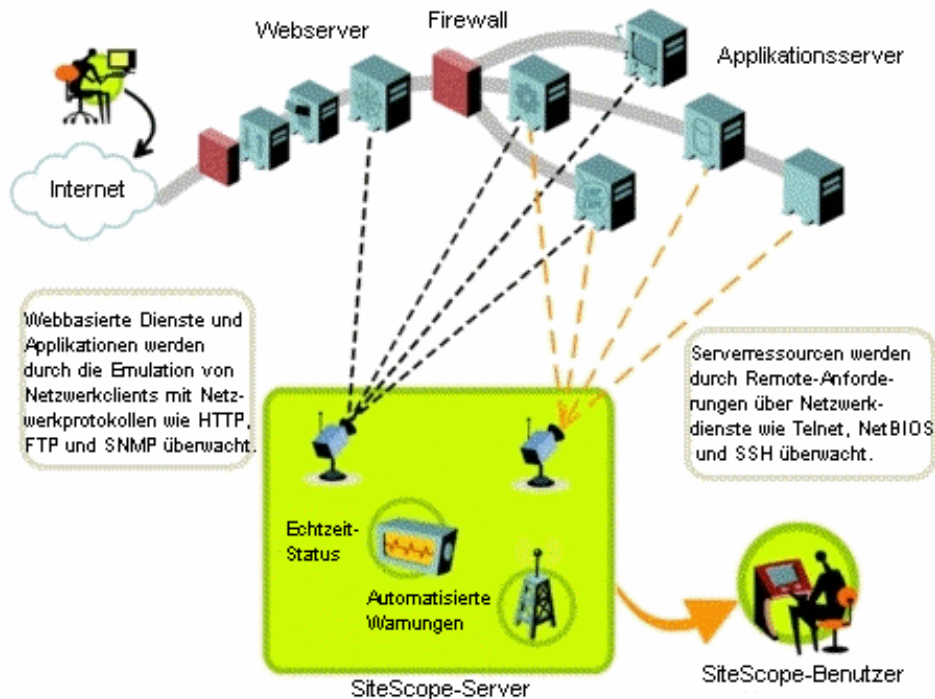 Firewall
Webserver
Applikationsserver
Internet
Webbasierte Dienste und
Applikationen werden
durch die Emulation von
Netzwerkclients mit Netz-
werkprotokollen wie HTTP,
FTP und SNMP überwacht.
Serverressourcen werden
durch Remote-Anforde-
rungen über Netzwerk-
dienste wie Telnet, NetBIOS
und SSH überwacht.
Echtzeit-
Status
Automatisierte
Warnungen
SiteScope-Server
SiteScope-Benutzer